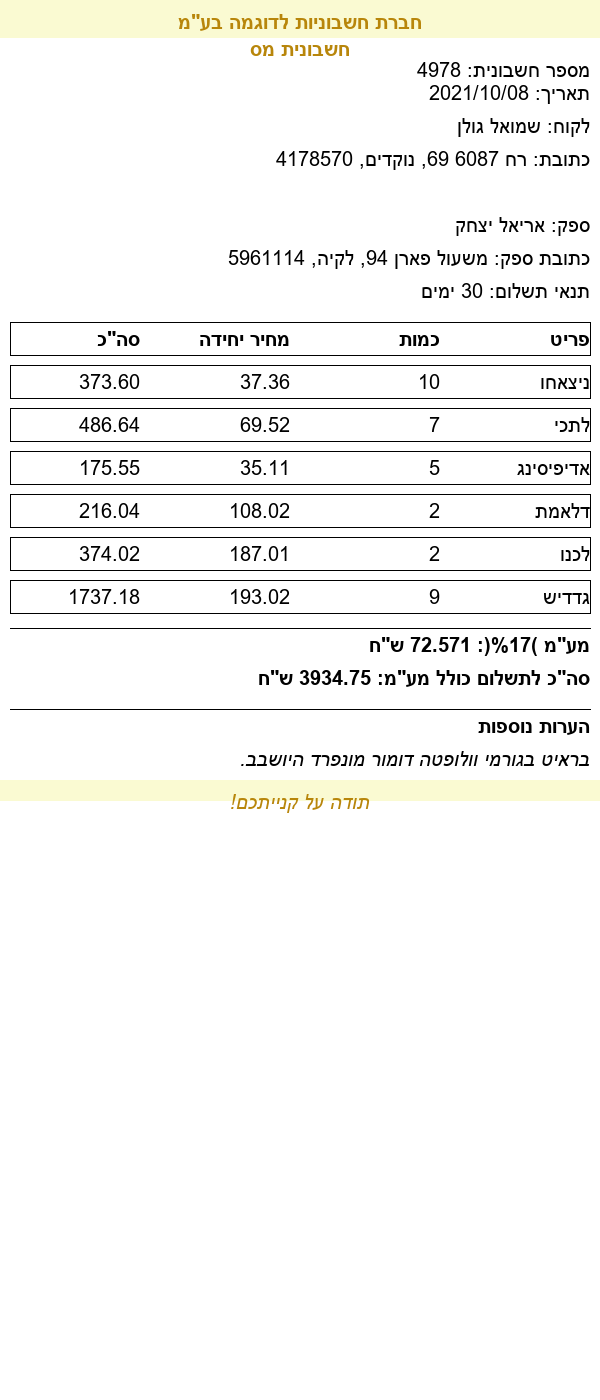 חברת חשבוניות לדוגמה בע"מ
חשבונית מס
מספר חשבונית: 4978
תאריך: 2021/10/08
לקוח: שמואל גולן
כתובת: רח 6087 69, נוקדים, 4178570
ספק: אריאל יצחק
כתובת ספק: משעול פארן 94, לקיה, 5961114
תנאי תשלום: 30 ימים
פריט כמות מחיר יחידה סה"כ
ניצאחו 10 37.36 373.60
לתכי 7 69.52 486.64
אדיפיסינג 5 35.11 175.55
דלאמת 2 108.02 216.04
לכנו 2 187.01 374.02
גדדיש 9 193.02 1737.18
מע"מ )17%(: 72.571 ש"ח
סה"כ לתשלום כולל מע"מ: 3934.75 ש"ח
הערות נוספות
בראיט בגורמי וולופטה דומור מונפרד היושבב.
תודה על קנייתכם!